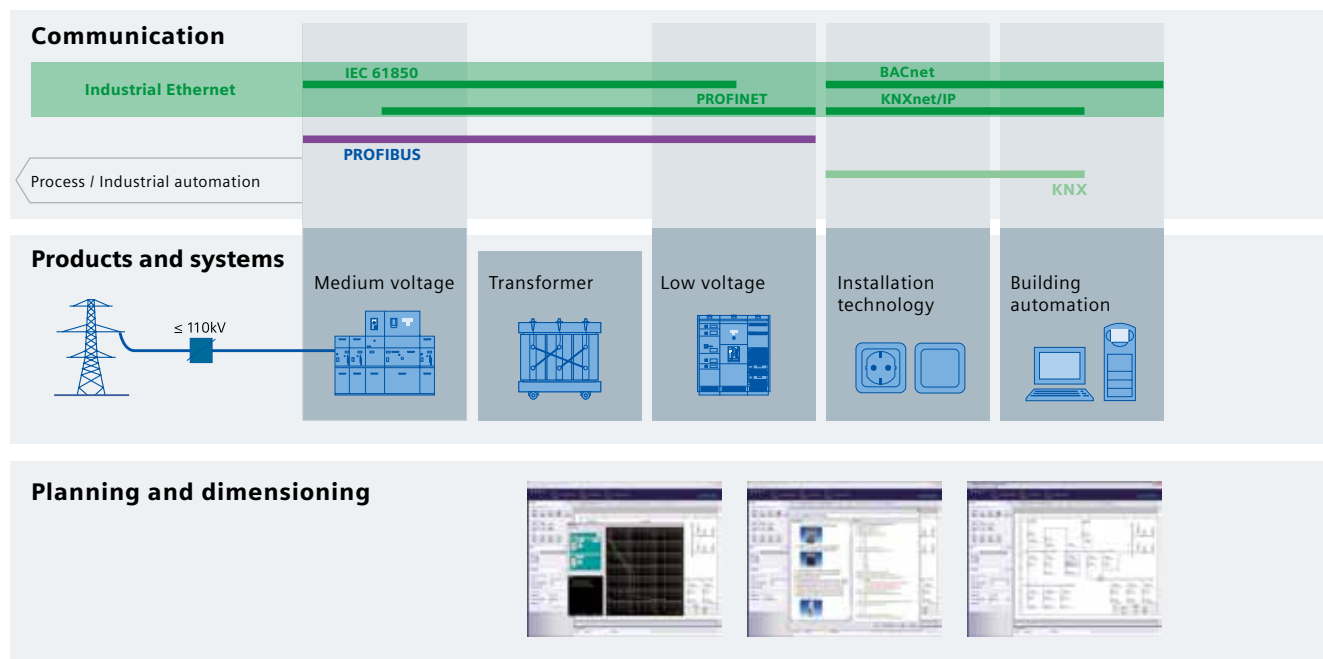 Communication
Industrial Ethernet
IEC 61850
BACnet
PROFINET
KNXnet/IP
PROFIBUS
Process / Industrial automation
KNX
Products and systems
≤ 110kV
Medium voltage
Transformer
Low voltage
Installation
technology
Building
automation
Planning and dimensioning